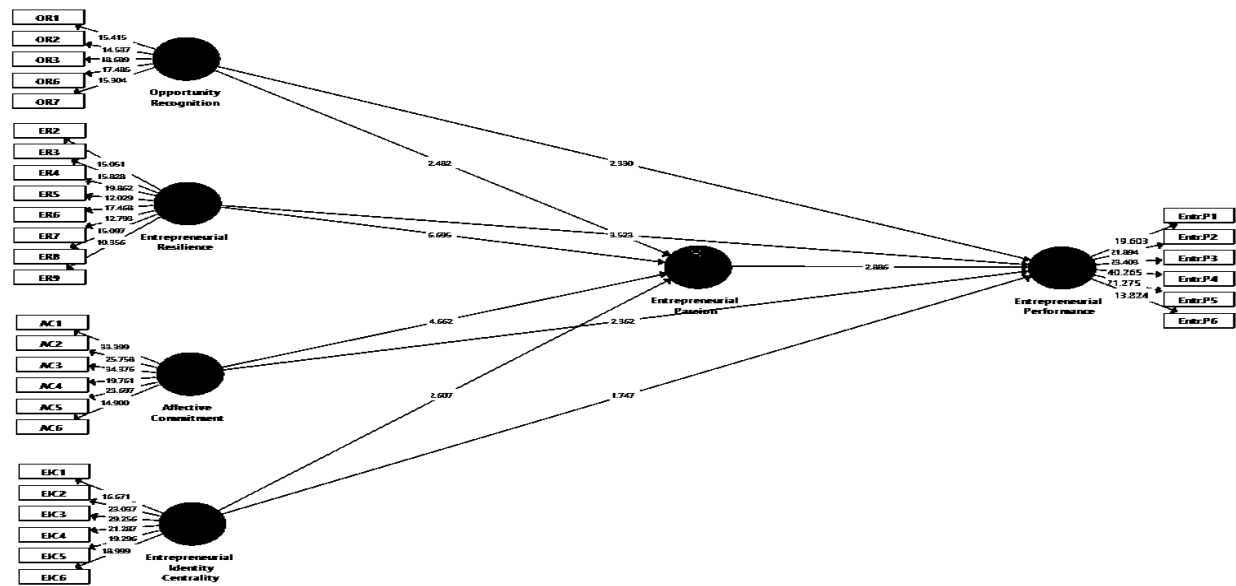 OR1
OR2
OR3
OR6
OR7
15.415
14.537
18.689
17.485
15.304
Opportunity
Recognition
ER2
ER3
ER4
ER5
ER6
ER7
ER8
ER9
15.051
15.828
19.862
12.029
17.468
12.793
15.097
10.356
Entrepreneurial
Resilience
AC1
AC2
AC3
AC4
AC5
AC6
33.399
25.758
34.376
19.761
23.697
14.900
Affective
Commitment
EIC1
EIC2
EIC3
EIC4
EIC5
EIC6
16.671
23.037
29.256
21.287
19.296
18.999
Entrepreneurial
Identity
Centrality
2.482
2.330
6.695
3.523
4.662
2.362
2.607
1.747
Entrepreneurial
Passion
2.886
Entrepreneurial
Performance
19.603
21.894
23.403
40.265
21.275
13.824
Entr.P1
Entr.P2
Entr.P3
Entr.P4
Entr.P5
Entr.P6